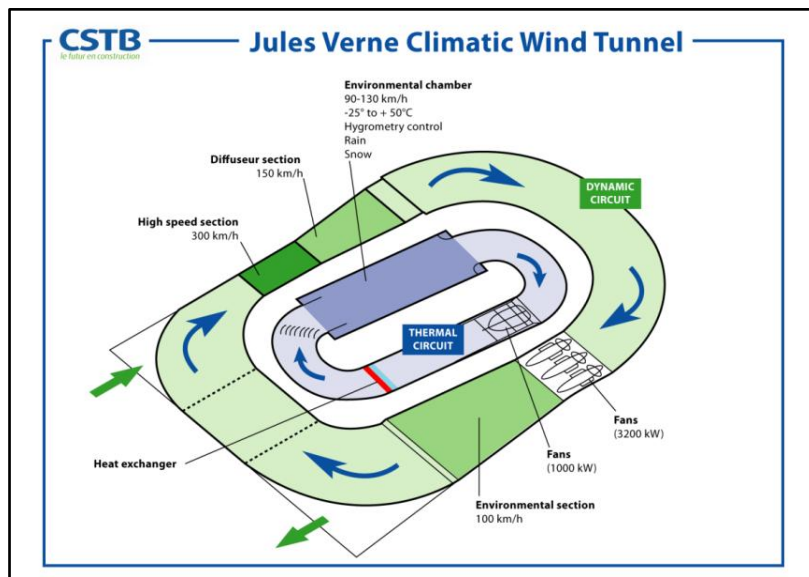 CSTB
le futur en construction
Jules Verne Climatic Wind Tunnel
Environmental chamber
90-130 km/h
-25° to + 50°C
Hygrometry control
Rain
Snow
Diffuseur section
150 km/h
High speed section
300 km/h
DYNAMIC
CIRCUIT
THERMAL
CIRCUIT
Fans
(3200 kW)
Fans
(1000 kW)
Heat exchanger
Environmental section
100 km/h